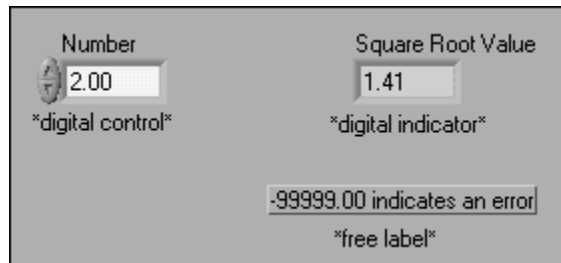 Number
2.00
*digital control*
Square Root Value
1.41
*digital indicator*
-99999.00 indicates an error
*free label*